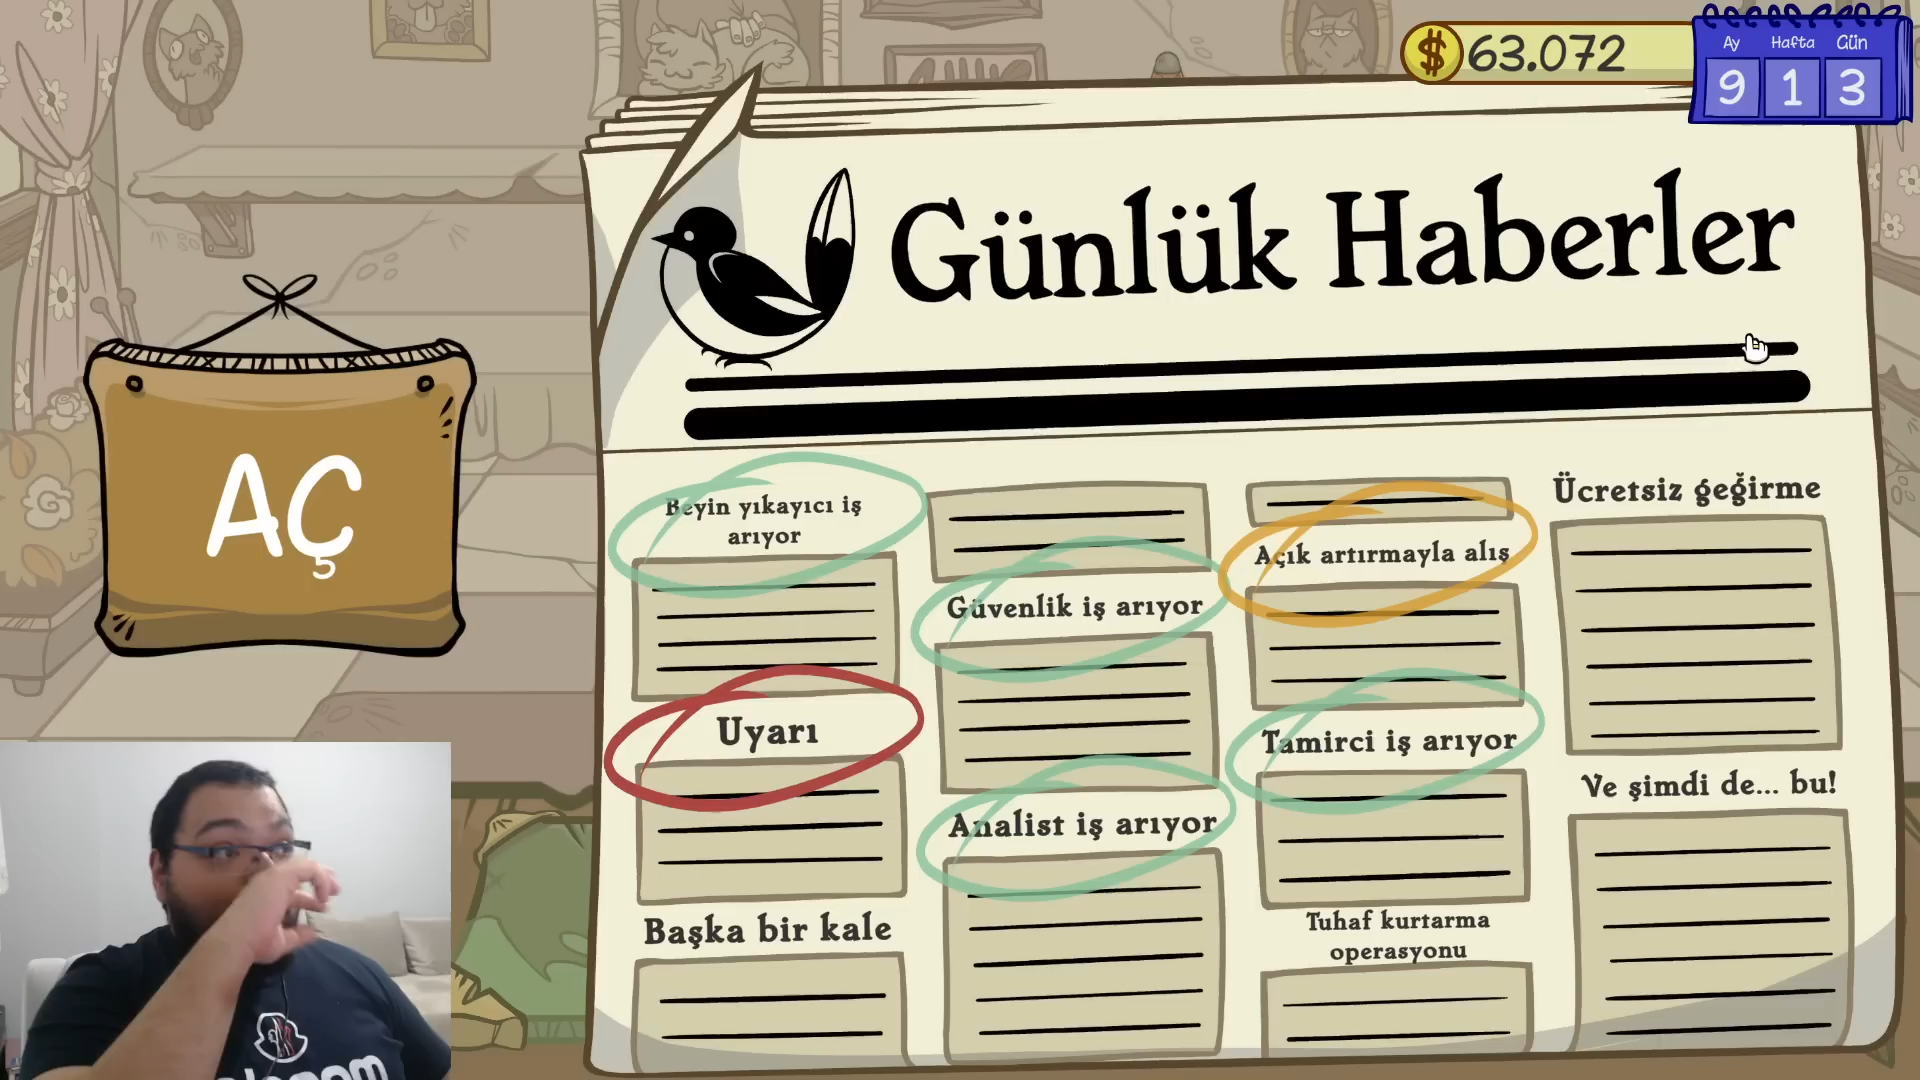 63.072
Ay Hafta Gün
9 1 3
Günlük Haberler
AÇ
Beyin yıkayıcı iş
arıyor
Uyarı
Başka bir kale
Güvenlik iş arıyor
Analist iş arıyor
Açık artırmayla alış
Tamirci iş arıyor
Tuhaf kurtarma
operasyonu
Ücretsiz geğirme
Ve şimdi de... bu!